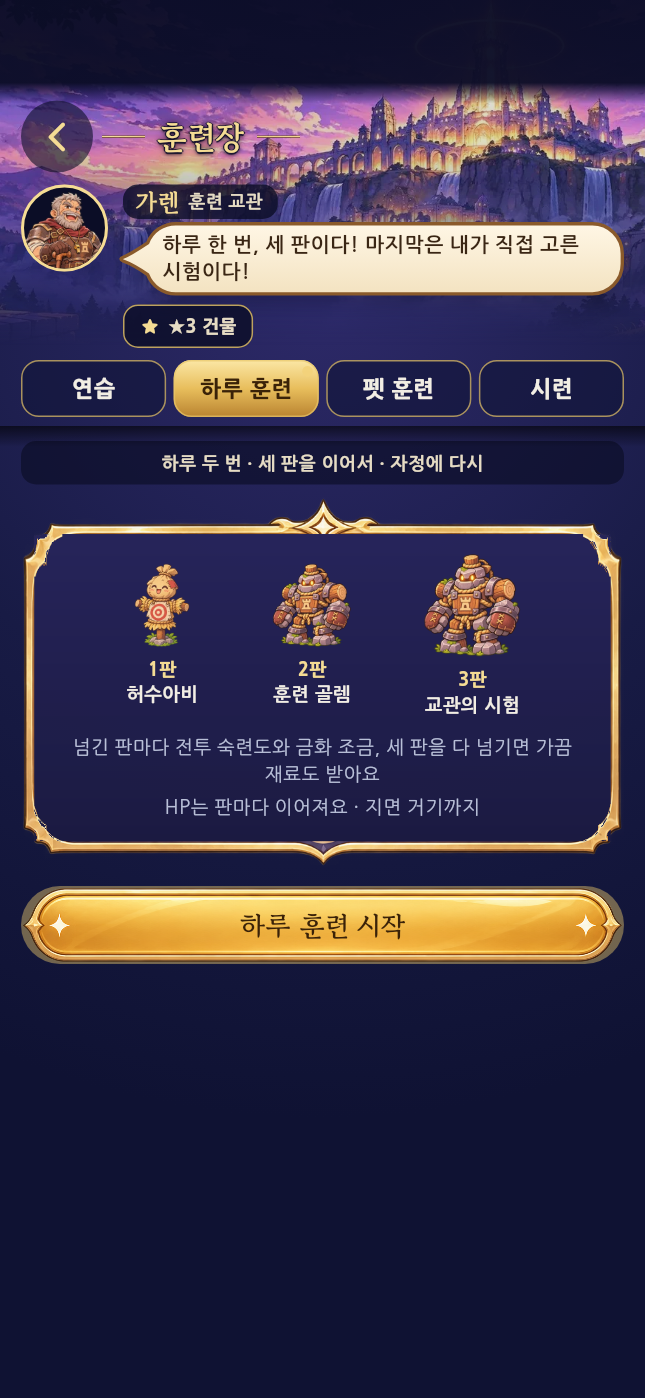 훈련장
가렌 훈련 교관
하루 한 번, 세 판이다! 마지막은 내가 직접 고른
시험이다!
★ ★3 건물
연습
하루 훈련
펫 훈련
시련
하루 두 번 · 세 판을 이어서 · 자정에 다시
1판
허수아비
2판
훈련 골렘
3판
교관의 시험
넘긴 판마다 전투 숙련도와 금화 조금, 세 판을 다 넘기면 가끔
재료도 받아요
HP는 판마다 이어져요 · 지면 거기까지
하루 훈련 시작